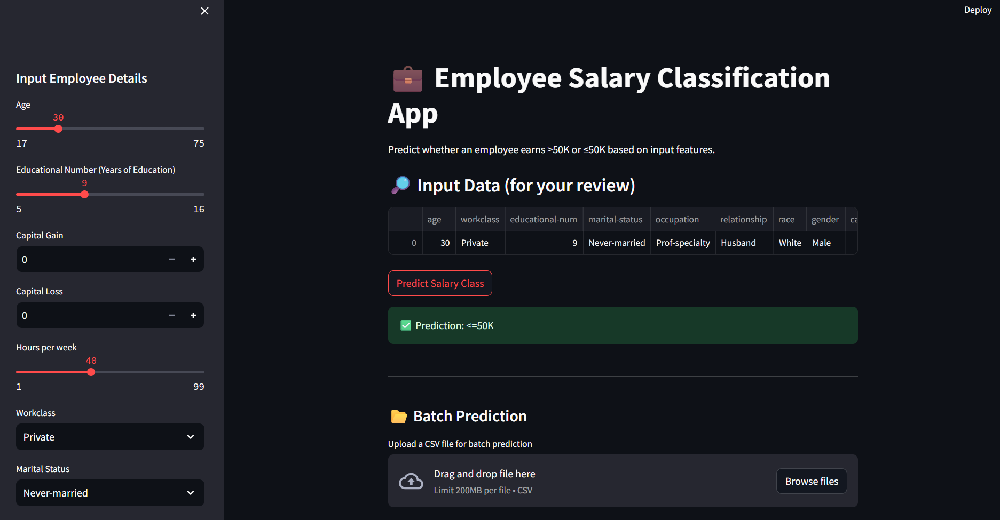 Deploy
Input Employee Details
Age
30
17 75
Educational Number (Years of Education)
9
5 16
Capital Gain
0
Capital Loss
0
Hours per week
40
1 99
Workclass
Private
Marital Status
Never-married
Employee Salary Classification
App
Predict whether an employee earns >50K or ≤50K based on input features.
Input Data (for your review)
age workclass educational-num marital-status occupation relationship race gender ca
0 30 Private 9 Never-married Prof-specialty Husband White Male
Predict Salary Class
Prediction: <=50K
Batch Prediction
Upload a CSV file for batch prediction
Drag and drop file here
Limit 200MB per file • CSV
Browse files